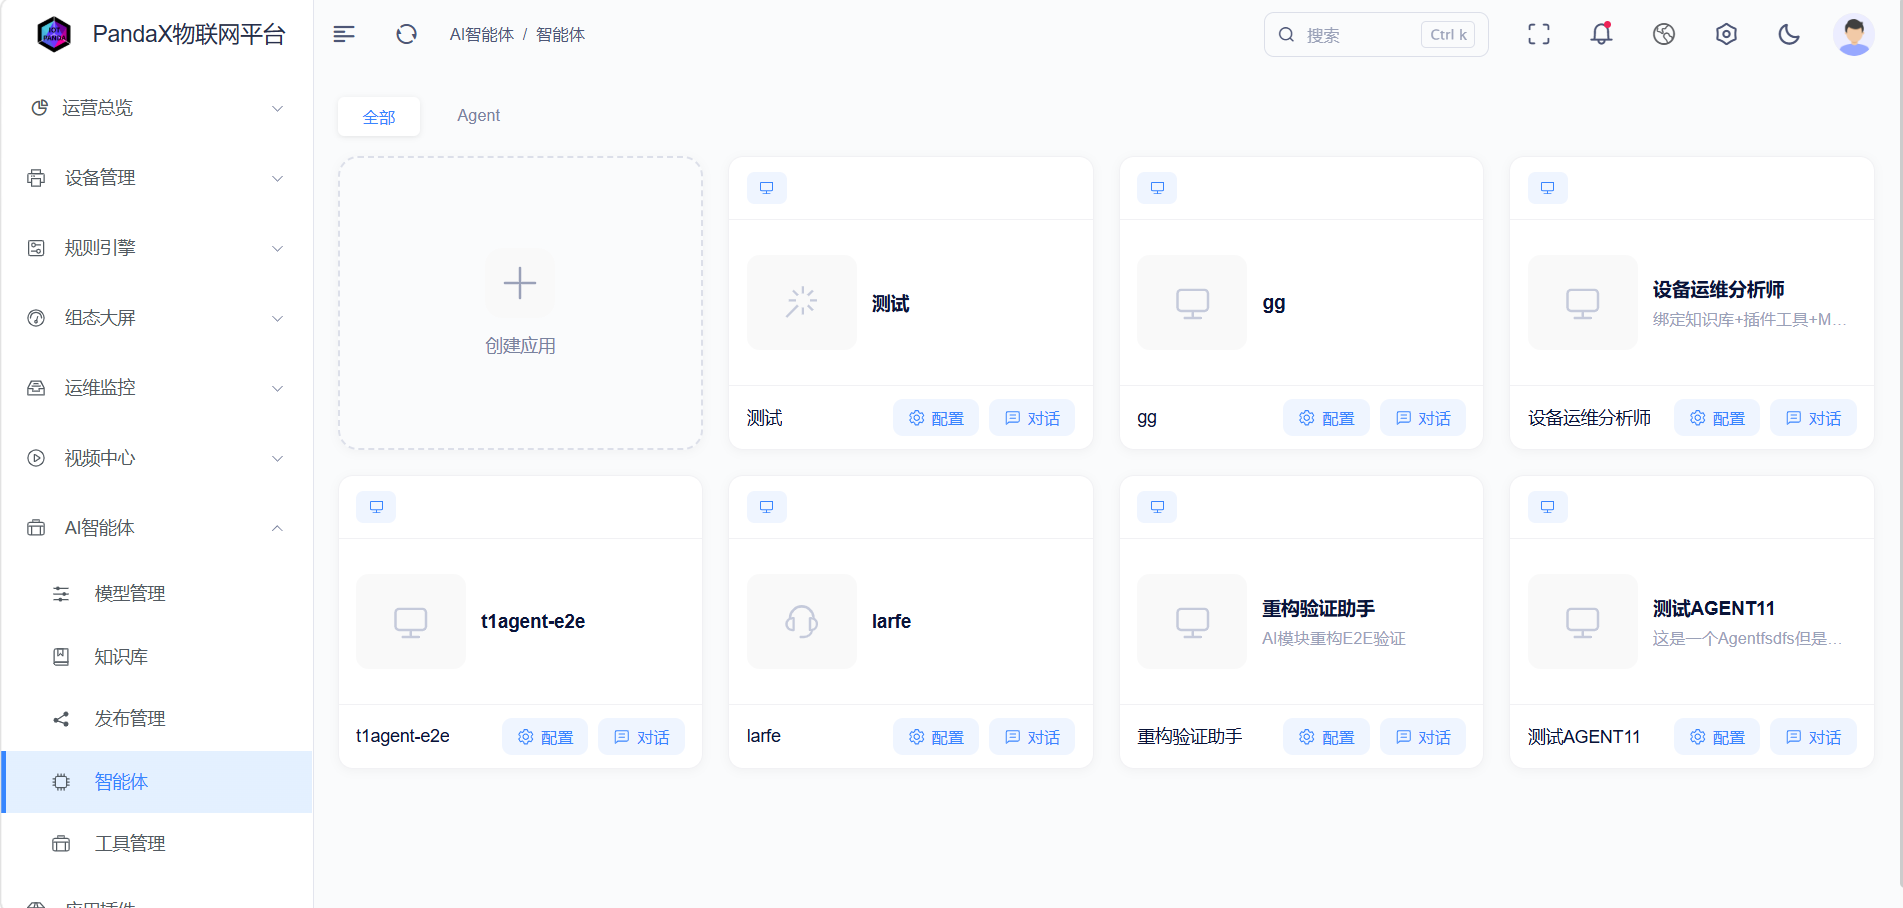 PandaX物联网平台
AI智能体 / 智能体
搜索
Ctrl k
运营总览
设备管理
规则引擎
组态大屏
运维监控
视频中心
AI智能体
模型管理
知识库
发布管理
智能体
工具管理
应用插件
全部
Agent
创建应用
测试
测试
配置
对话
gg
gg
配置
对话
设备运维分析师
绑定知识库+插件工具+M...
设备运维分析师
配置
对话
t1agent-e2e
t1agent-e2e
配置
对话
larfe
larfe
配置
对话
重构验证助手
AI模块重构E2E验证
重构验证助手
配置
对话
测试AGENT11
这是一个Agentfsdfs但是...
测试AGENT11
配置
对话